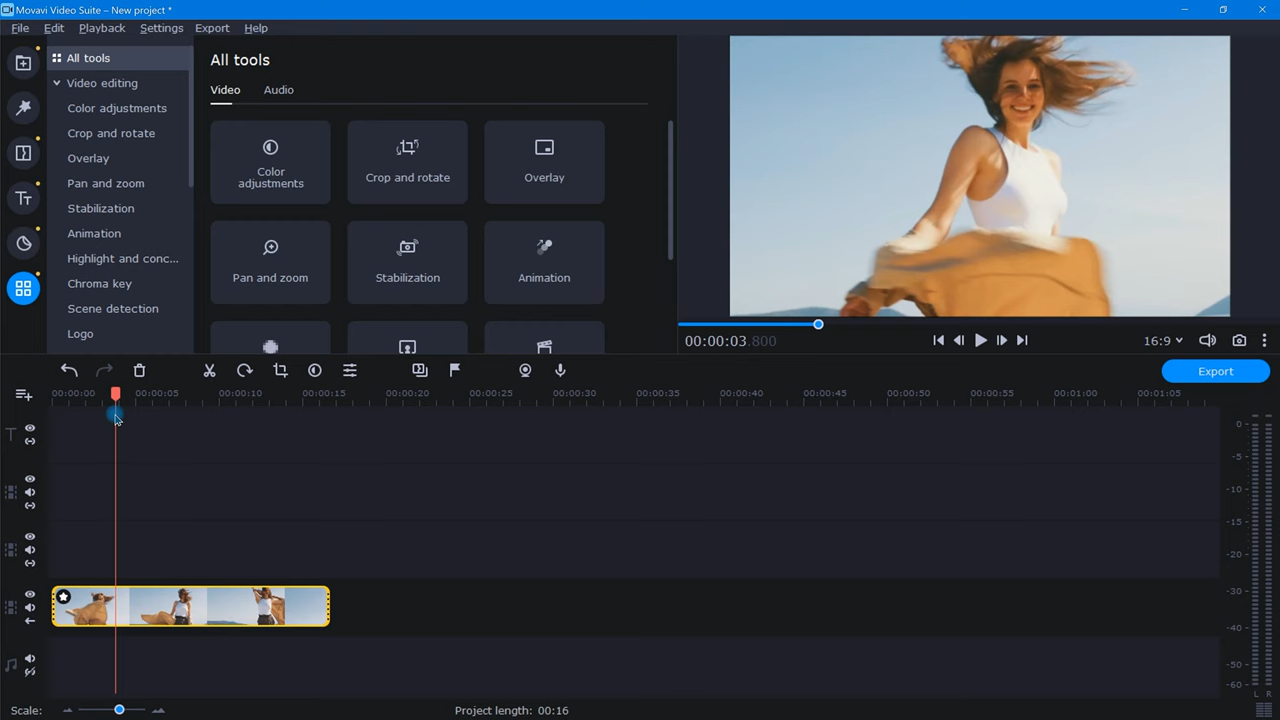 Movavi Video Suite – New project *
File Edit Playback Settings Export Help
All tools
Video editing
Color adjustments
Crop and rotate
Overlay
Pan and zoom
Stabilization
Animation
Highlight and conc...
Chroma key
Scene detection
Logo
All tools
Video Audio
Color
adjustments
Crop and rotate
Overlay
Pan and zoom
Stabilization
Animation
00:00:03.800
16:9
Export
00:00:00 00:00:05 00:00:10 00:00:15 00:00:20 00:00:25 00:00:30 00:00:35 00:00:40 00:00:45 00:00:50 00:00:55 00:01:00 00:01:05
T
0
-5
-10
-15
-20
-30
-40
-50
-60
L R
Scale:
Project length: 00:16